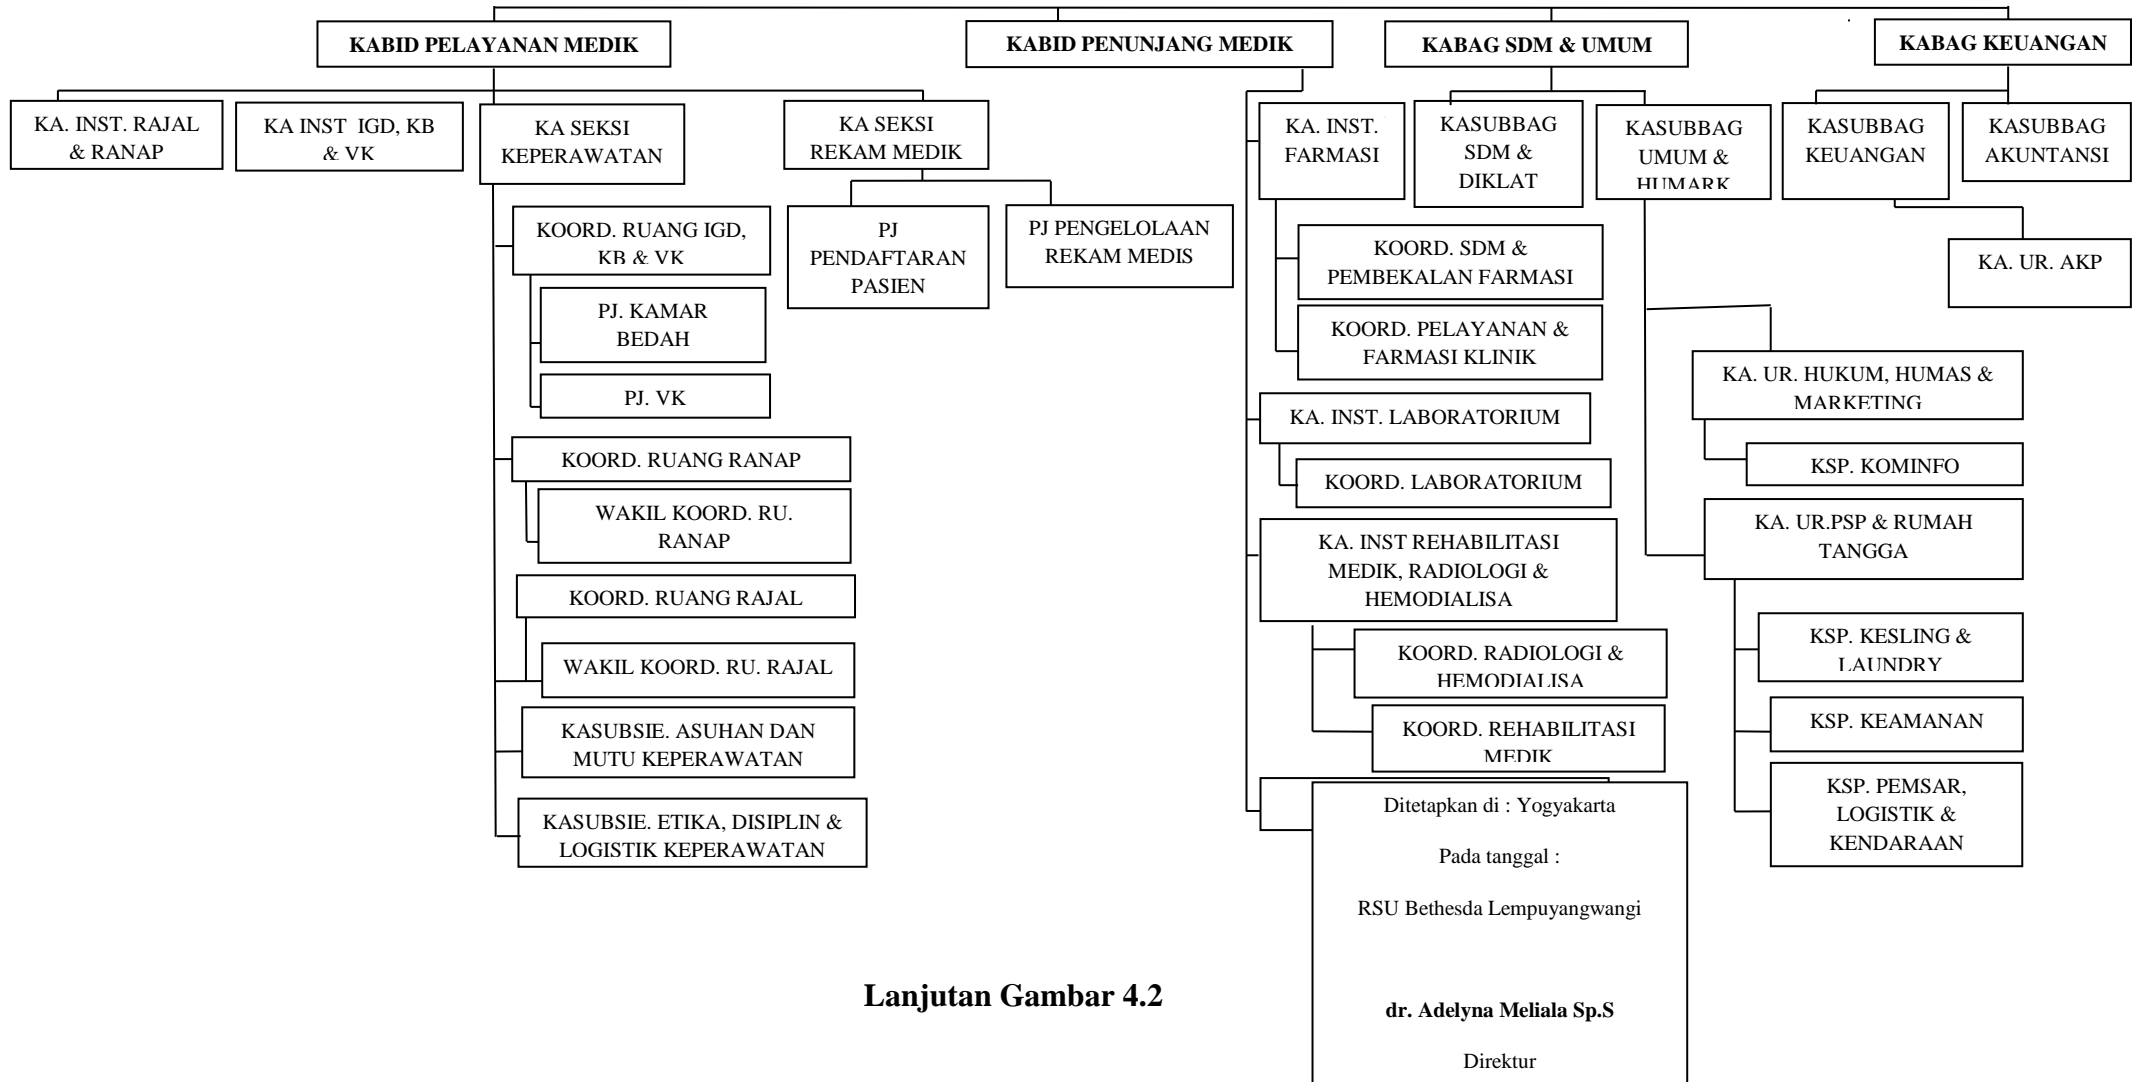 KABID PELAYANAN MEDIK
KABID PENUNJANG MEDIK
KABAG SDM & UMUM
KABAG KEUANGAN
KA. INST. RAJAL
& RANAP
KA INST IGD, KB
& VK
KA SEKSI
KEPERAWATAN
KA SEKSI
REKAM MEDIK
KA. INST.
FARMASI
KASUBBAG
SDM &
DIKLAT
KASUBBAG
UMUM &
HUMARK
KASUBBAG
KEUANGAN
KASUBBAG
AKUNTANSI
KOORD. RUANG IGD,
KB & VK
PJ. KAMAR
BEDAH
PJ. VK
KOORD. RUANG RANAP
WAKIL KOORD. RU.
RANAP
KOORD. RUANG RAJAL
WAKIL KOORD. RU. RAJAL
KASUBSIE. ASUHAN DAN
MUTU KEPERAWATAN
KASUBSIE. ETIKA, DISIPLIN &
LOGISTIK KEPERAWATAN
PJ
PENDAFTARAN
PASIEN
PJ PENGELOLAAN
REKAM MEDIS
KOORD. SDM &
PEMBEKALAN FARMASI
KOORD. PELAYANAN &
FARMASI KLINIK
KA. INST. LABORATORIUM
KOORD. LABORATORIUM
KA. INST REHABILITASI
MEDIK, RADIOLOGI &
HEMODIALISA
KOORD. RADIOLOGI &
HEMODIALISA
KOORD. REHABILITASI
MEDIK
KA. UR. AKP
KA. UR. HUKUM, HUMAS &
MARKETING
KSP. KOMINFO
KA. UR.PSP & RUMAH
TANGGA
KSP. KESLING &
LAUNDRY
KSP. KEAMANAN
KSP. PEMSAR,
LOGISTIK &
KENDARAAN
Ditetapkan di : Yogyakarta
Pada tanggal :
RSU Bethesda Lempuyangwangi
dr. Adelyna Meliala Sp.S
Direktur
Lanjutan Gambar 4.2